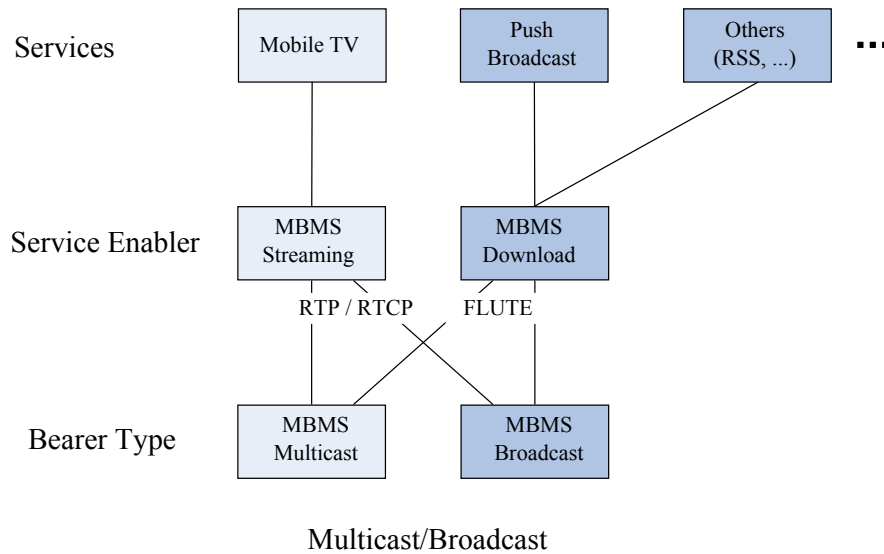 Services
Mobile TV
Push
Broadcast
Others
(RSS, ...)
...
Service Enabler
MBMS
Streaming
MBMS
Download
RTP / RTCP
FLUTE
Bearer Type
MBMS
Multicast
MBMS
Broadcast
Multicast/Broadcast